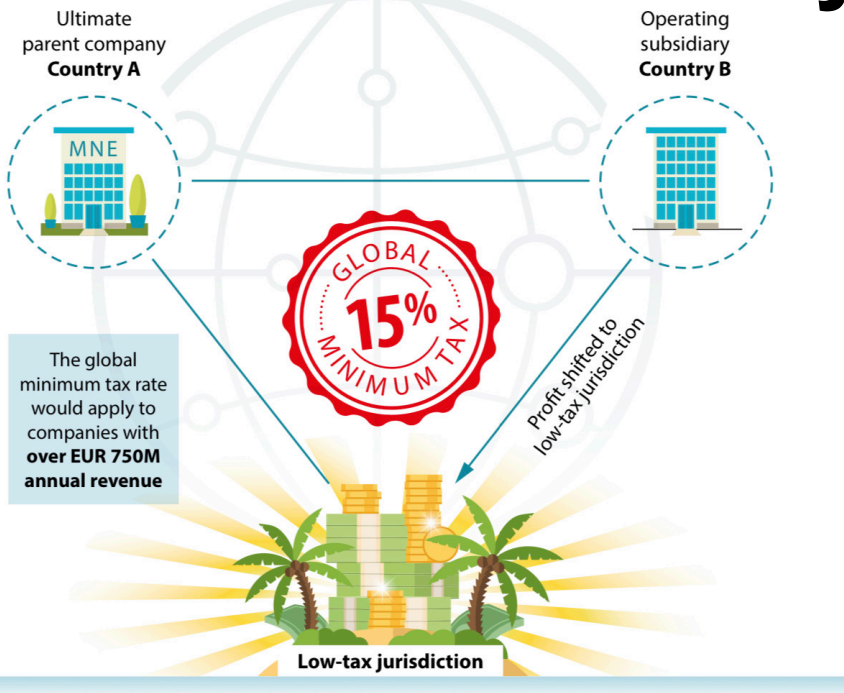 Ultimate
parent company
Country A
Operating
subsidiary
Country B
MNE
GLOBAL
15%
MINIMUM TAX
The global
minimum tax rate
would apply to
companies with
over EUR 750M
annual revenue
Profit shifted to
low-tax jurisdiction
Low-tax jurisdiction